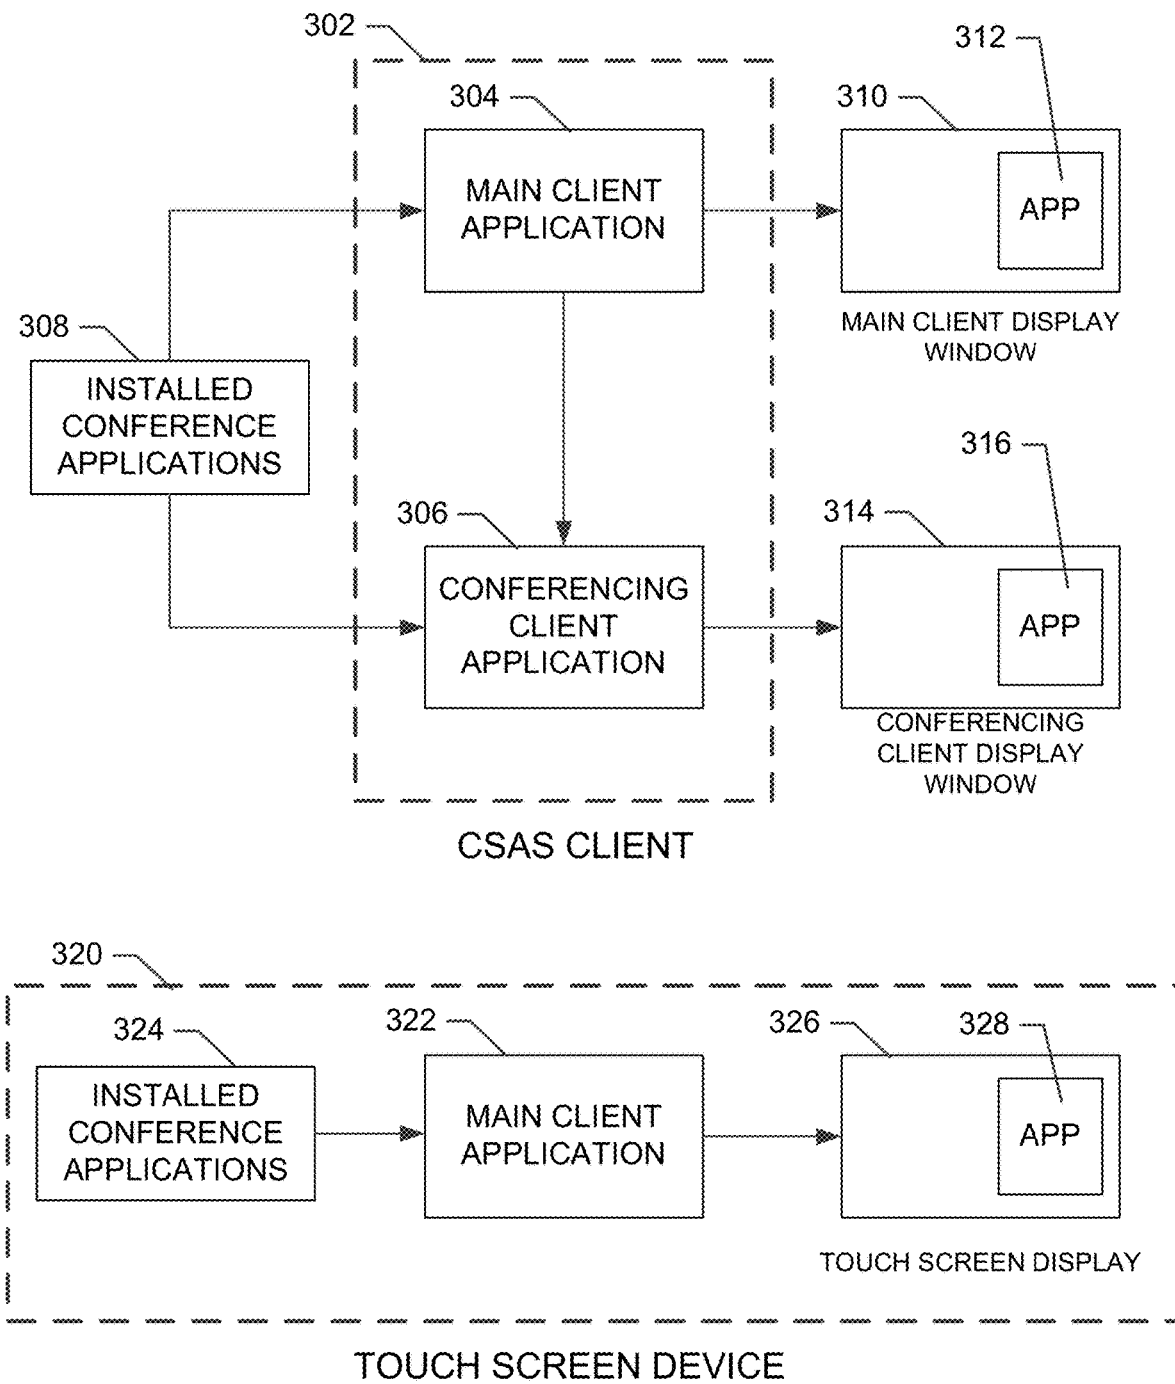 302
312
304
310
MAIN CLIENT
APPLICATION
APP
308
MAIN CLIENT DISPLAY
WINDOW
INSTALLED
CONFERENCE
APPLICATIONS
316
306
314
CONFERENCING
CLIENT
APPLICATION
APP
CONFERENCING
CLIENT DISPLAY
WINDOW
CSAS CLIENT
320
324
322
326
328
INSTALLED
CONFERENCE
APPLICATIONS
MAIN CLIENT
APPLICATION
APP
TOUCH SCREEN DISPLAY
TOUCH SCREEN DEVICE